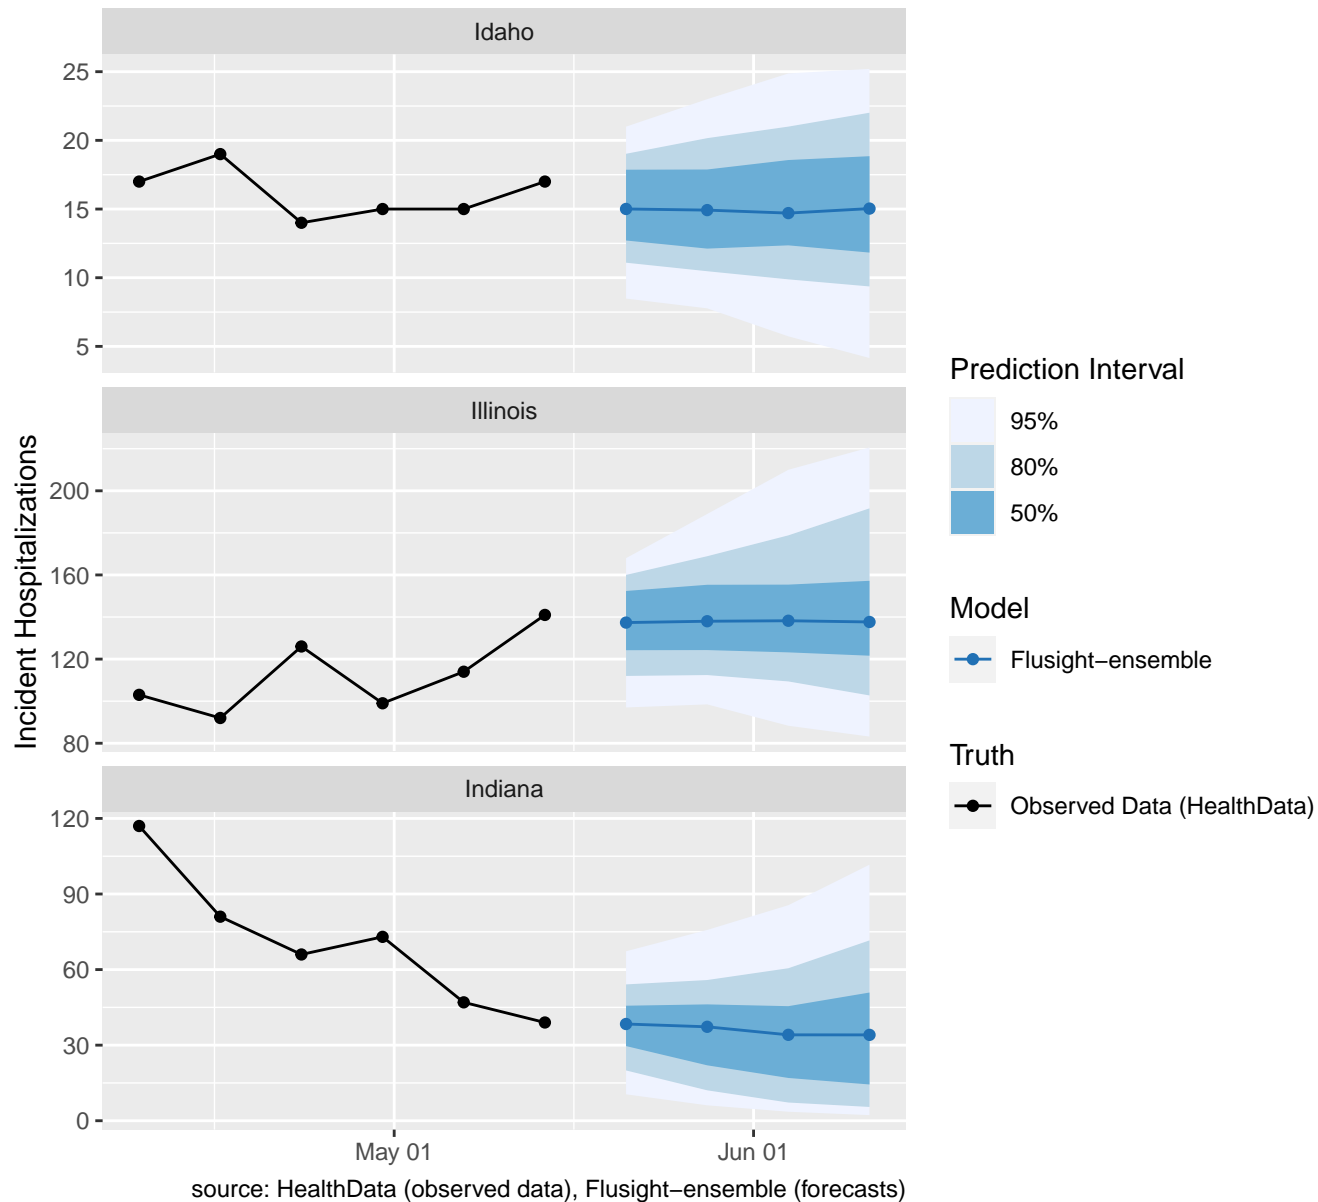 Idaho
25
20
15
10
5
Illinois
200
160
120
80
Indiana
120
90
60
30
0
May 01
Jun 01
Incident Hospitalizations
source: HealthData (observed data), Flusight−ensemble (forecasts)
Prediction Interval
95%
80%
50%
Model
Flusight−ensemble
Truth
Observed Data (HealthData)